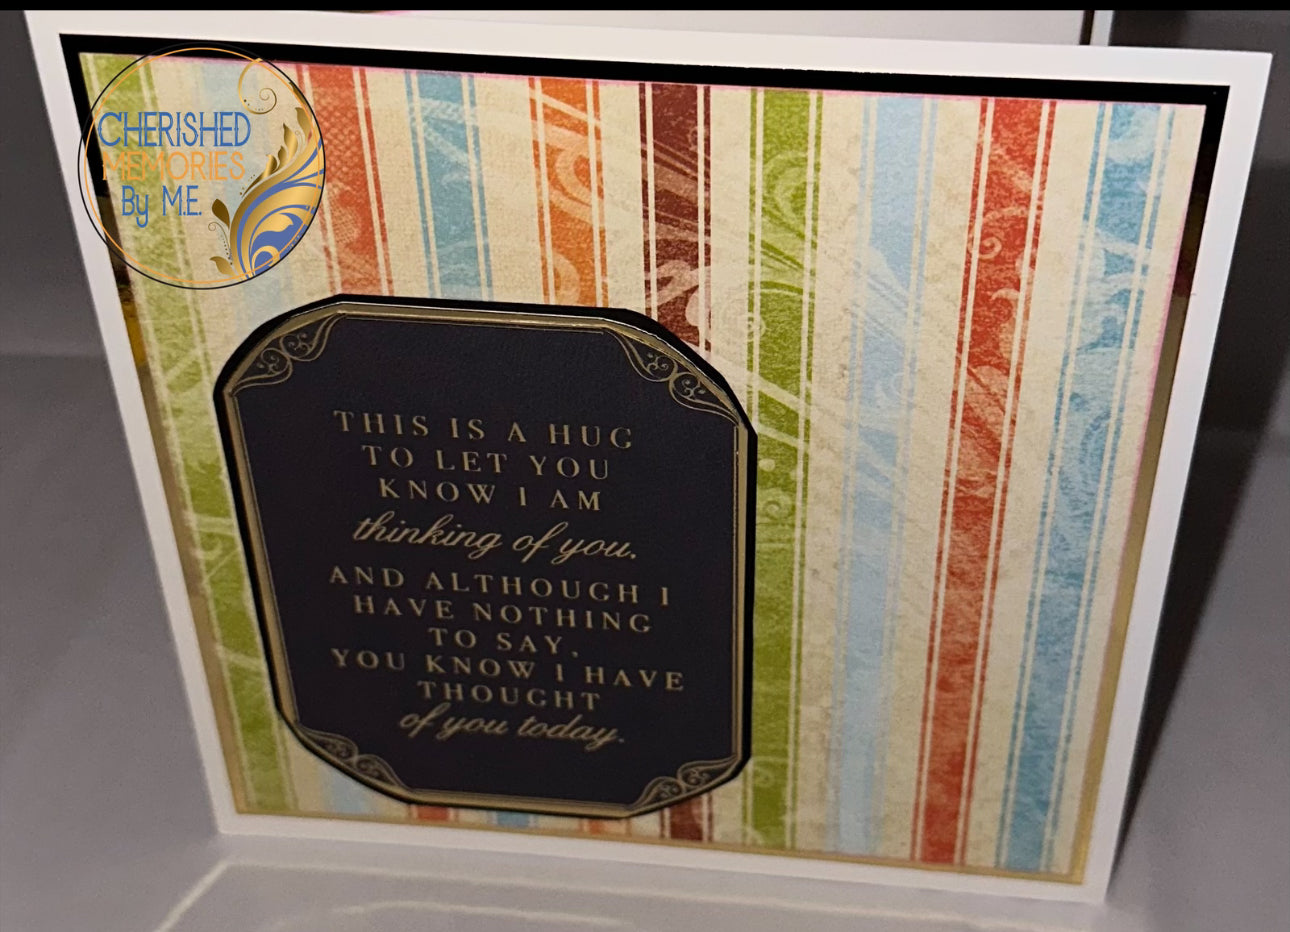 CHERISHED
MEMORIES
By M.E.
THIS IS A HUG
TO LET YOU
KNOW I AM
thinking of you.
AND ALTHOUGH I
HAVE NOTHING
TO SAY,
YOU KNOW I HAVE
THOUGHT
of you today.